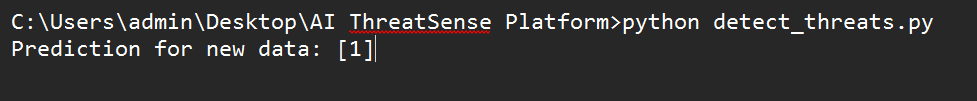 C:\Users\admin\Desktop\AI ThreatSense Platform>python detect_threats.py
Prediction for new data: [1]